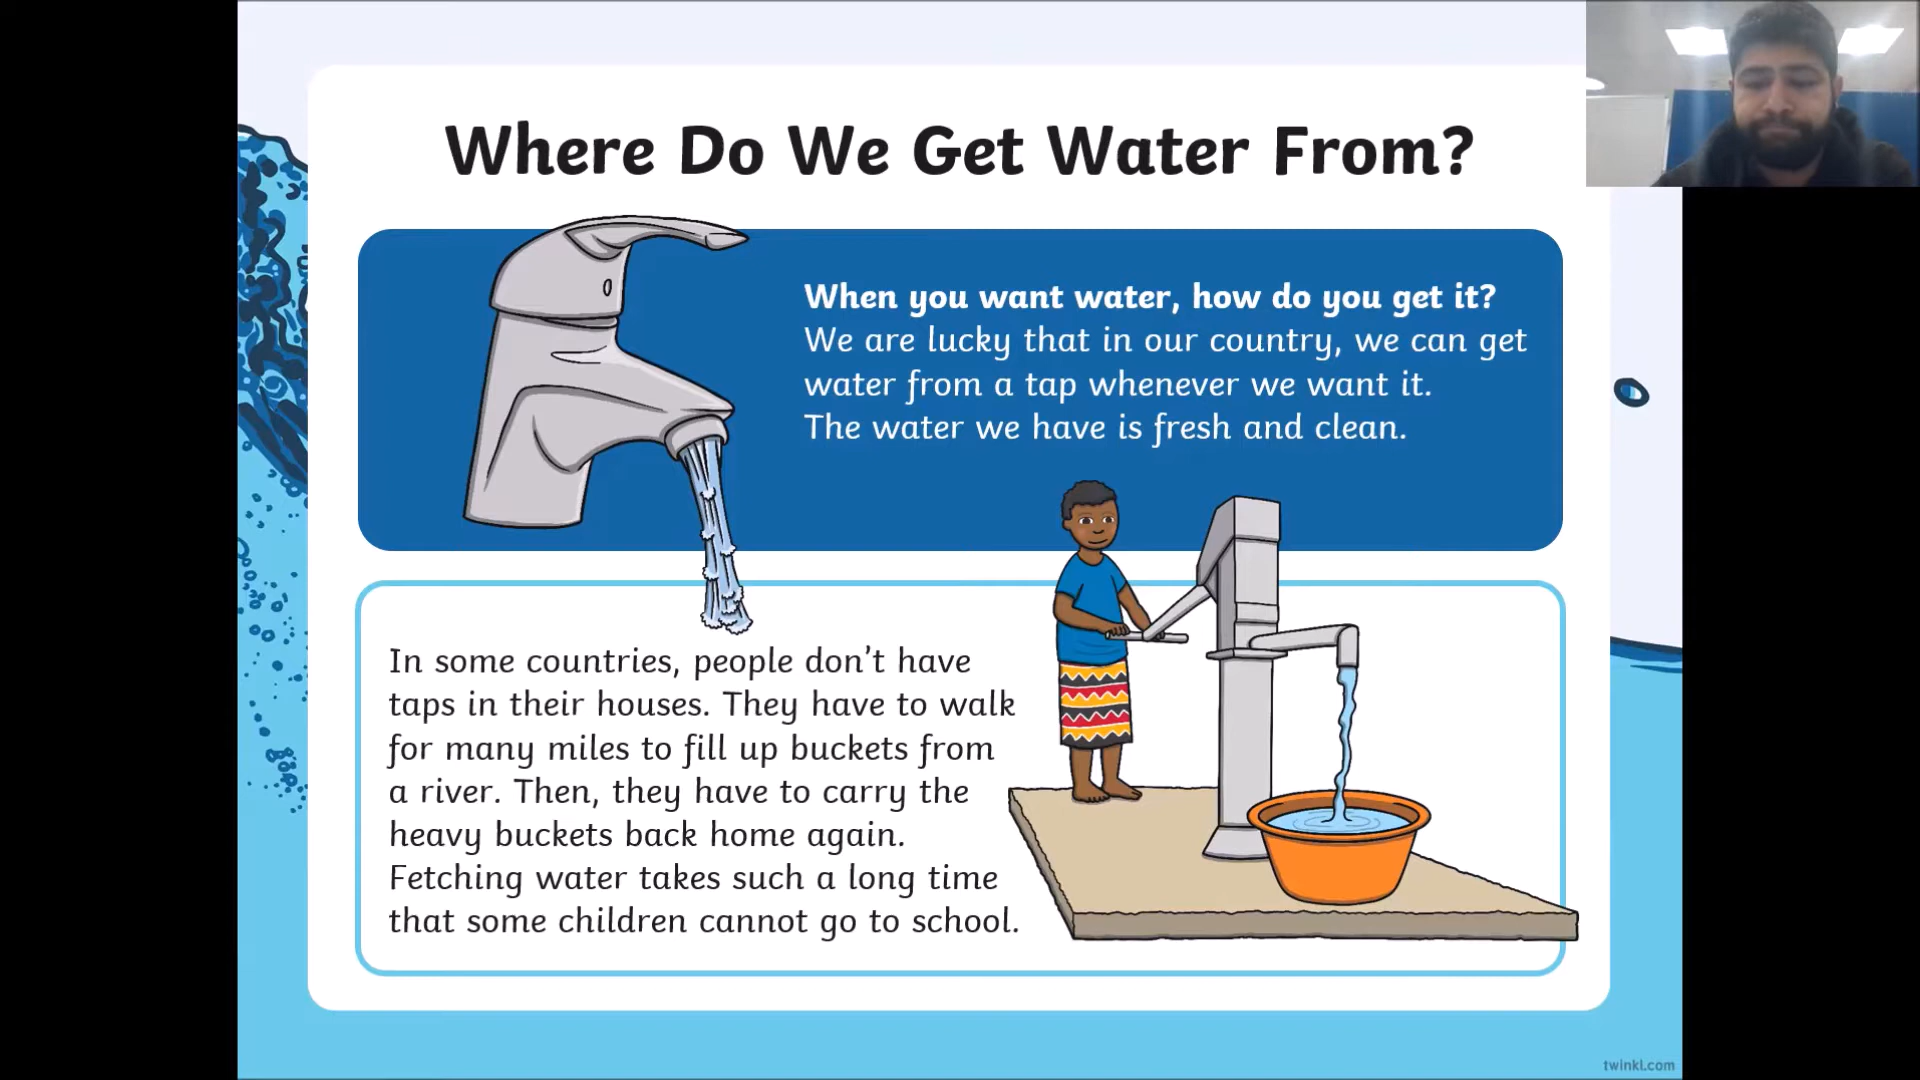 Where Do We Get Water From?
When you want water, how do you get it?
We are lucky that in our country, we can get
water from a tap whenever we want it.
The water we have is fresh and clean.
In some countries, people don't have
taps in their houses. They have to walk
for many miles to fill up buckets from
a river. Then, they have to carry the
heavy buckets back home again.
Fetching water takes such a long time
that some children cannot go to school.
twinkl.com